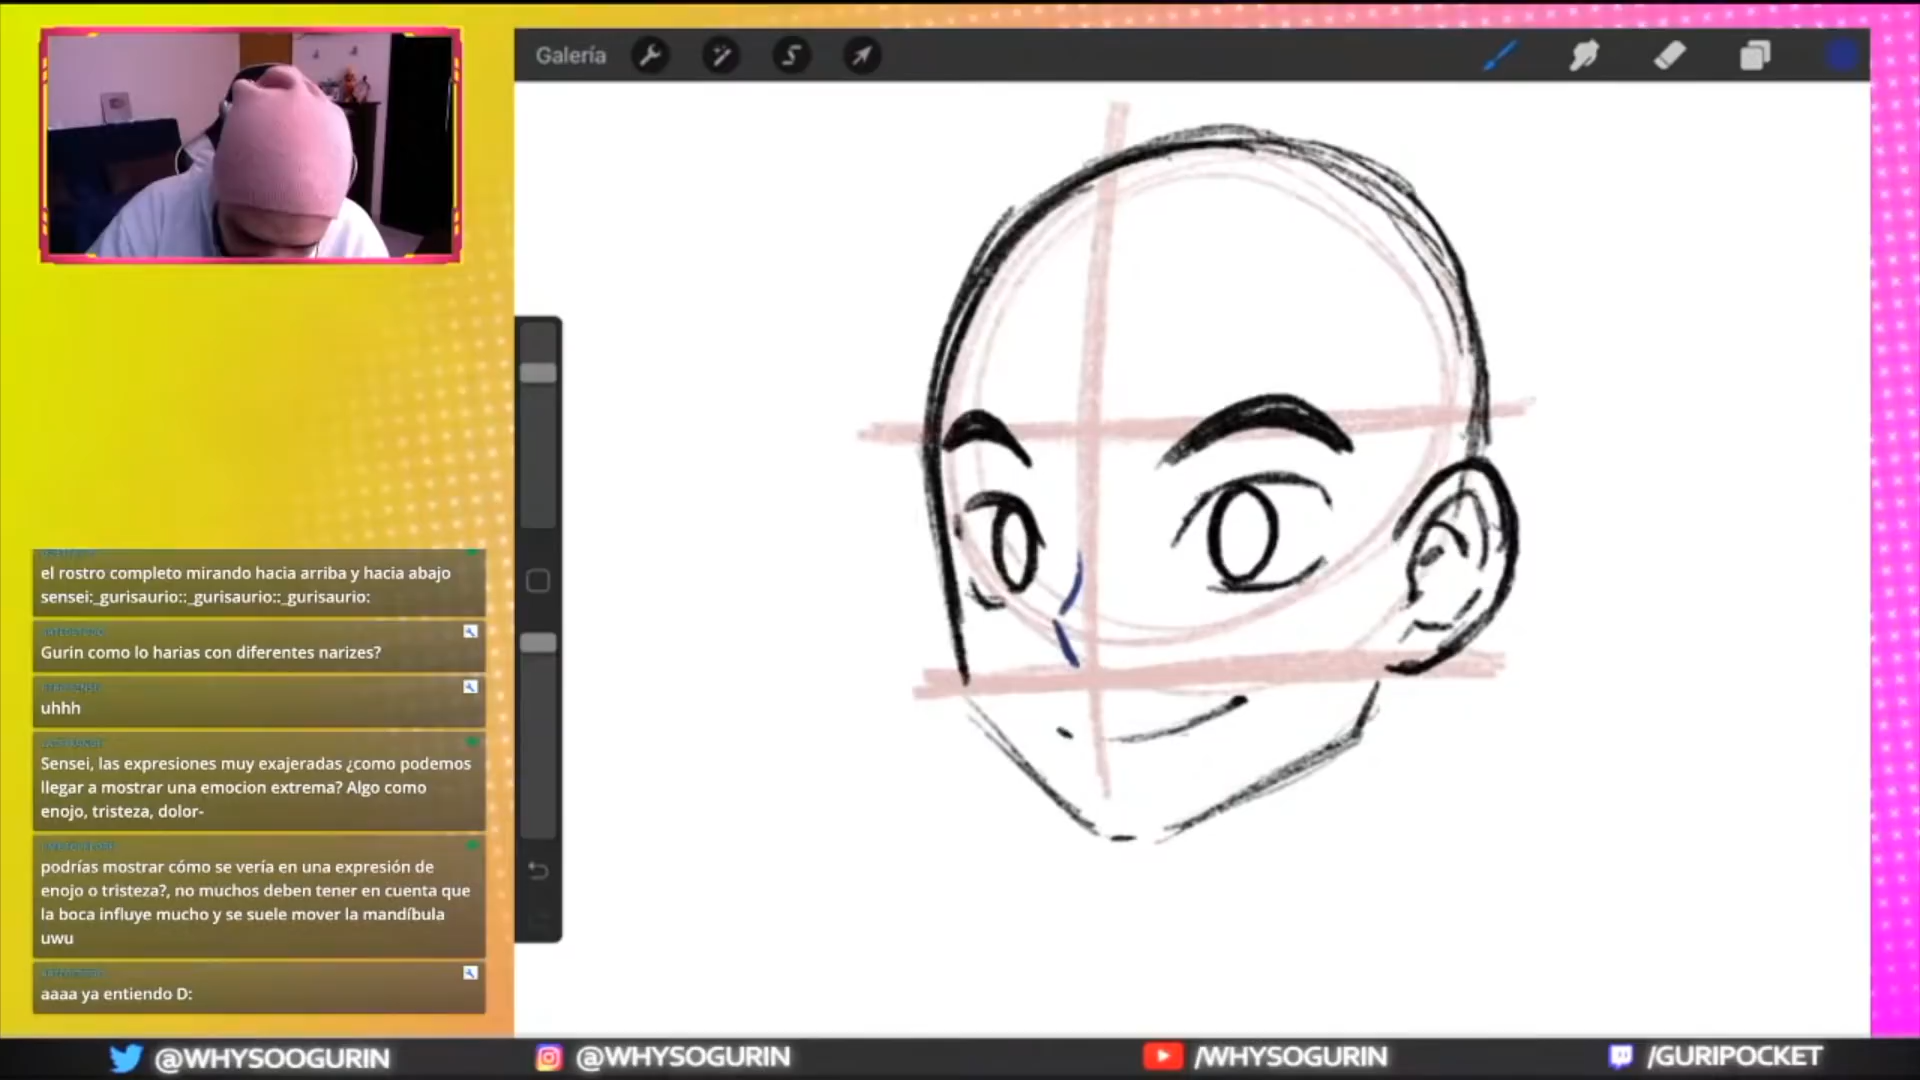 Galería
el rostro completo mirando hacia arriba y hacia abajo
sensei:_gurisaurio::_gurisaurio::_gurisaurio:
Gurin como lo harias con diferentes narizes?
uhhh
Sensei, las expresiones muy exajeradas ¿como podemos
llegar a mostrar una emocion extrema? Algo como
enojo, tristeza, dolor-
podrías mostrar cómo se vería en una expresión de
enojo o tristeza?, no muchos deben tener en cuenta que
la boca influye mucho y se suele mover la mandíbula
uwu
aaaa ya entiendo D:
@WHYSOOGURIN
@WHYSOGURIN
/WHYSOGURIN
/GURIPOCKET